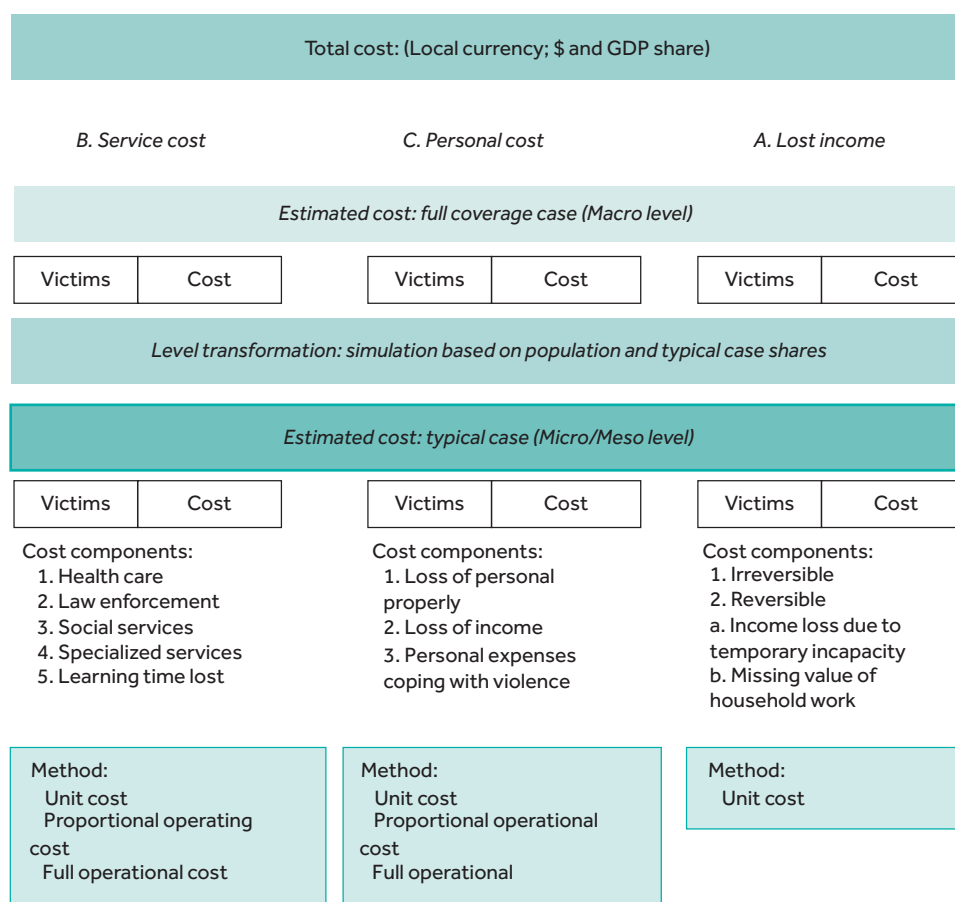 Total cost: (Local currency; $ and GDP share)
B. Service cost
C. Personal cost
A. Lost income
Estimated cost: full coverage case (Macro level)
Victims
Cost
Victims
Cost
Victims
Cost
Level transformation: simulation based on population and typical case shares
Estimated cost: typical case (Micro/Meso level)
Victims
Cost
Victims
Cost
Victims
Cost
Cost components:
1. Health care
2. Law enforcement
3. Social services
4. Specialized services
5. Learning time lost
Cost components:
1. Loss of personal
properly
2. Loss of income
3. Personal expenses
coping with violence
Cost components:
1. Irreversible
2. Reversible
a. Income loss due to
temporary incapacity
b. Missing value of
household work
Method:
Unit cost
Proportional operating
cost
Full operational cost
Method:
Unit cost
Proportional operational
cost
Full operational
Method:
Unit cost